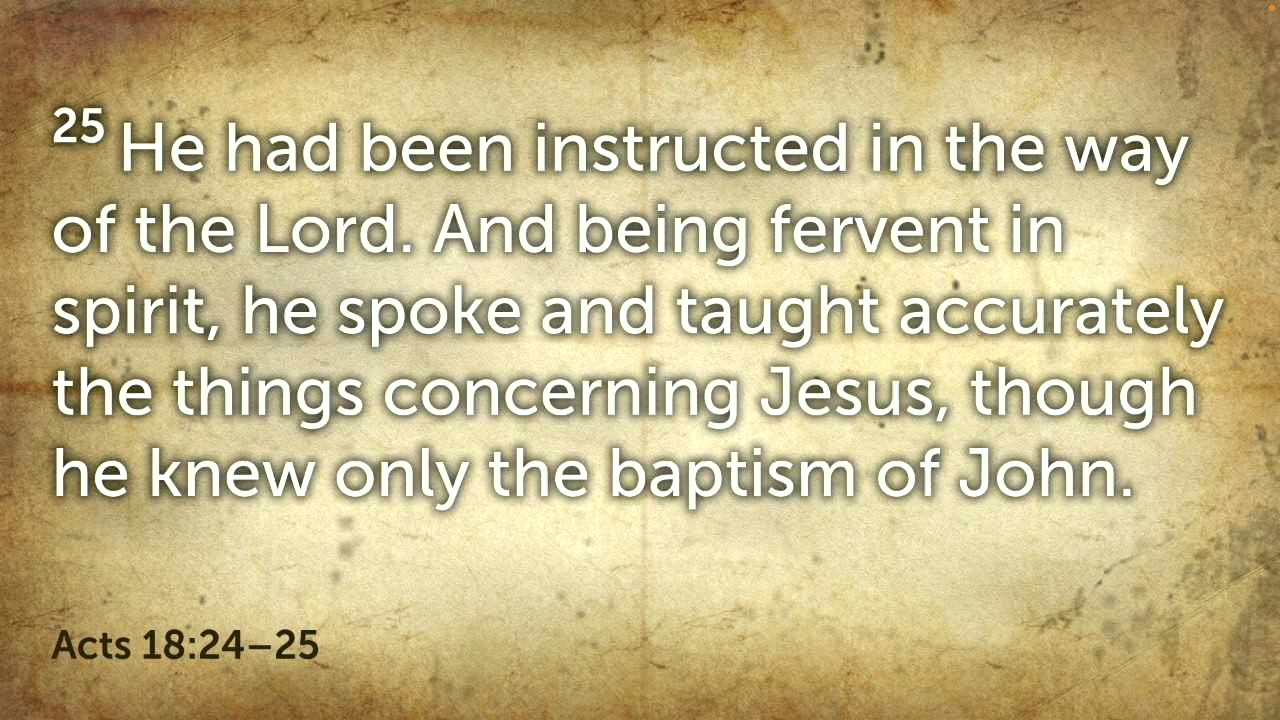 25 He had been instructed in the way
of the Lord. And being fervent in
spirit, he spoke and taught accurately
the things concerning Jesus, though
he knew only the baptism of John.
Acts 18:24–25